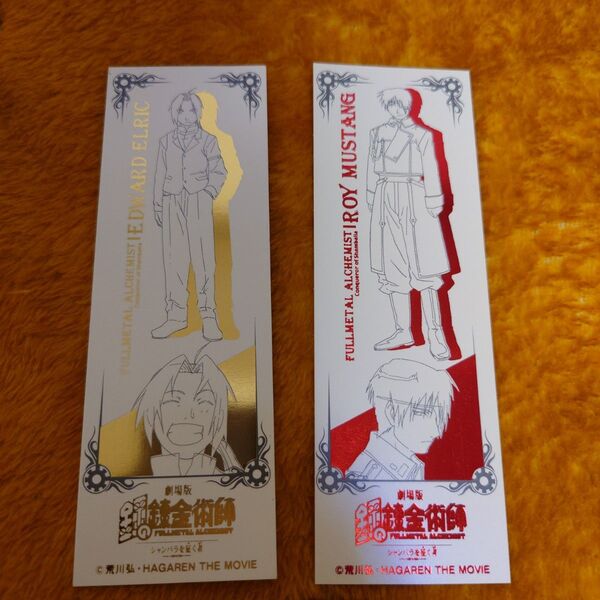 FULLMETAL ALCHEMIST | EDWARD ELRIC
Conqueror of Shamballa
劇場版
鋼の錬金術師
FULLMETAL ALCHEMIST
シャンバラを征く者
©荒川弘・HAGAREN THE MOVIE
FULLMETAL ALCHEMIST | ROY MUSTANG
Conqueror of Shamballa
劇場版
鋼の錬金術師
FULLMETAL ALCHEMIST
シャンバラを征く者
©荒川弘・HAGAREN THE MOVIE